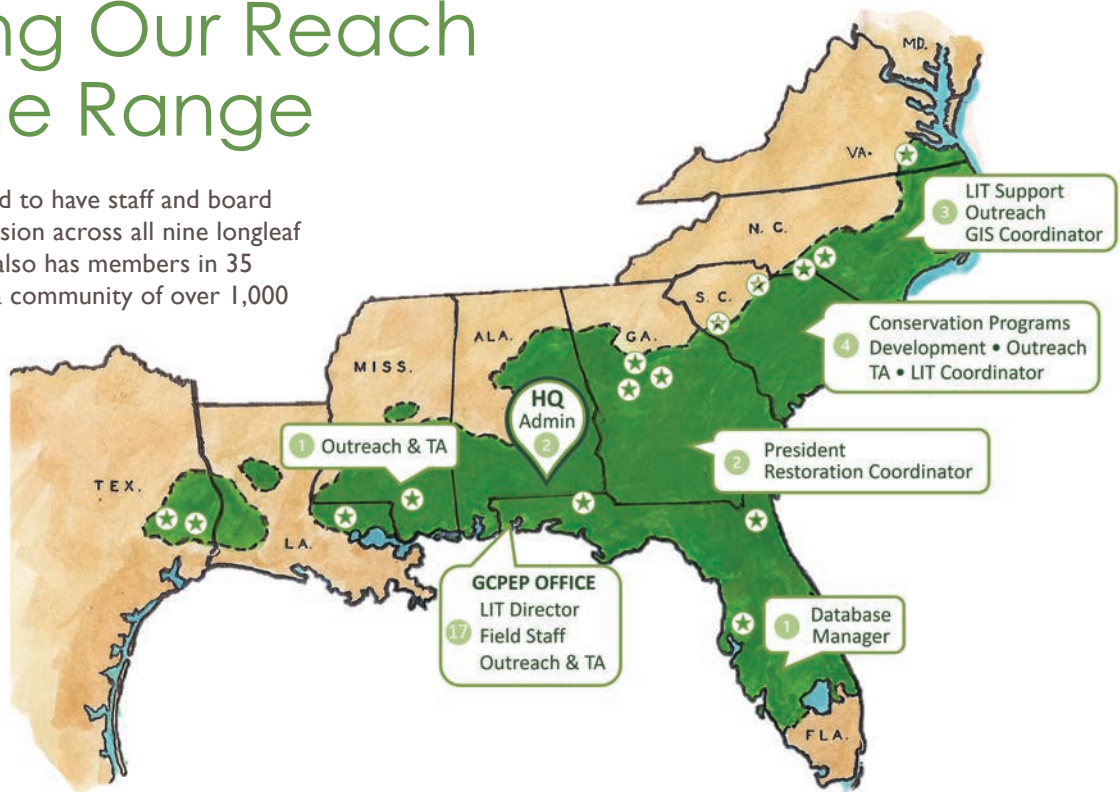 ng Our Reach
e Range
d to have staff and board
sion across all nine longleaf
also has members in 35
a community of over 1,000
MD.
VA.
N. C.
S. C.
GA.
ALA.
MISS.
TEX.
LA.
FLA.
3
LIT Support
Outreach
GIS Coordinator
4
Conservation Programs
Development • Outreach
TA • LIT Coordinator
HQ
Admin
2
1 Outreach & TA
2
President
Restoration Coordinator
GCPEP OFFICE
LIT Director
17 Field Staff
Outreach & TA
1
Database
Manager